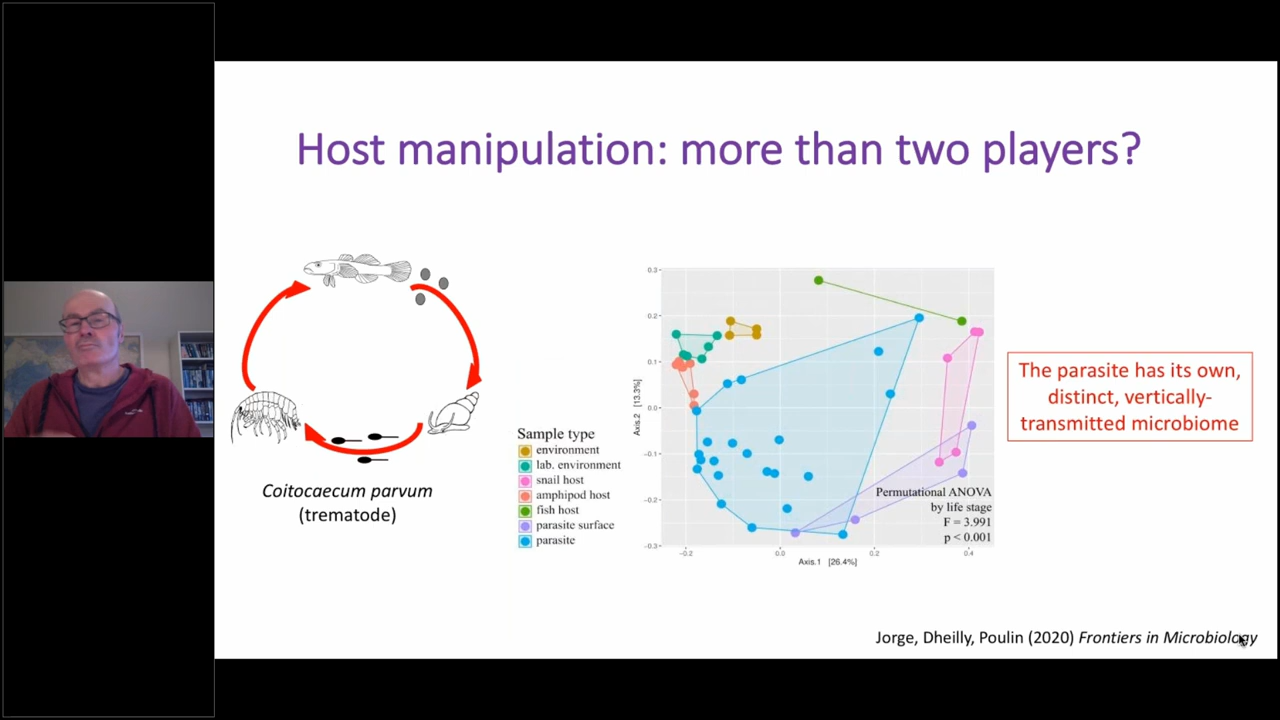 Host manipulation: more than two players?
Coitocaecum parvum
(trematode)
Sample type
environment
lab. environment
snail host
amphipod host
fish host
parasite surface
parasite
0.3
0.2
0.1
0.0
-0.1
-0.2
-0.3
Axis.2 [13.3%]
-0.2
0.0
0.2
0.4
Axis.1 [26.4%]
Permutational ANOVA
by life stage
F = 3.991
p < 0.001
The parasite has its own,
distinct, vertically-
transmitted microbiome
Jorge, Dheilly, Poulin (2020) Frontiers in Microbiology